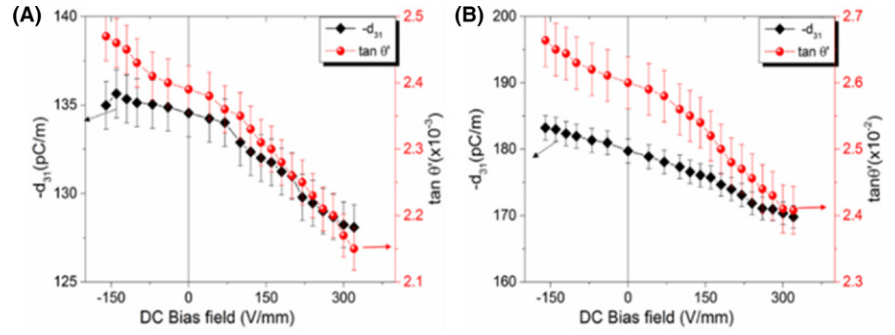 (A)
140
135
130
125
-d31(pC/m)
-150
0
150
300
DC Bias field (V/mm)
2.5
2.4
2.3
2.2
2.1
tan θ'(x10-3)
-d31
tan θ'
(B)
200
190
180
170
160
-d31(pC/m)
-150
0
150
300
DC Bias field (V/mm)
2.7
2.6
2.5
2.4
2.3
tanθ'(x10-2)
-d31
tan θ'